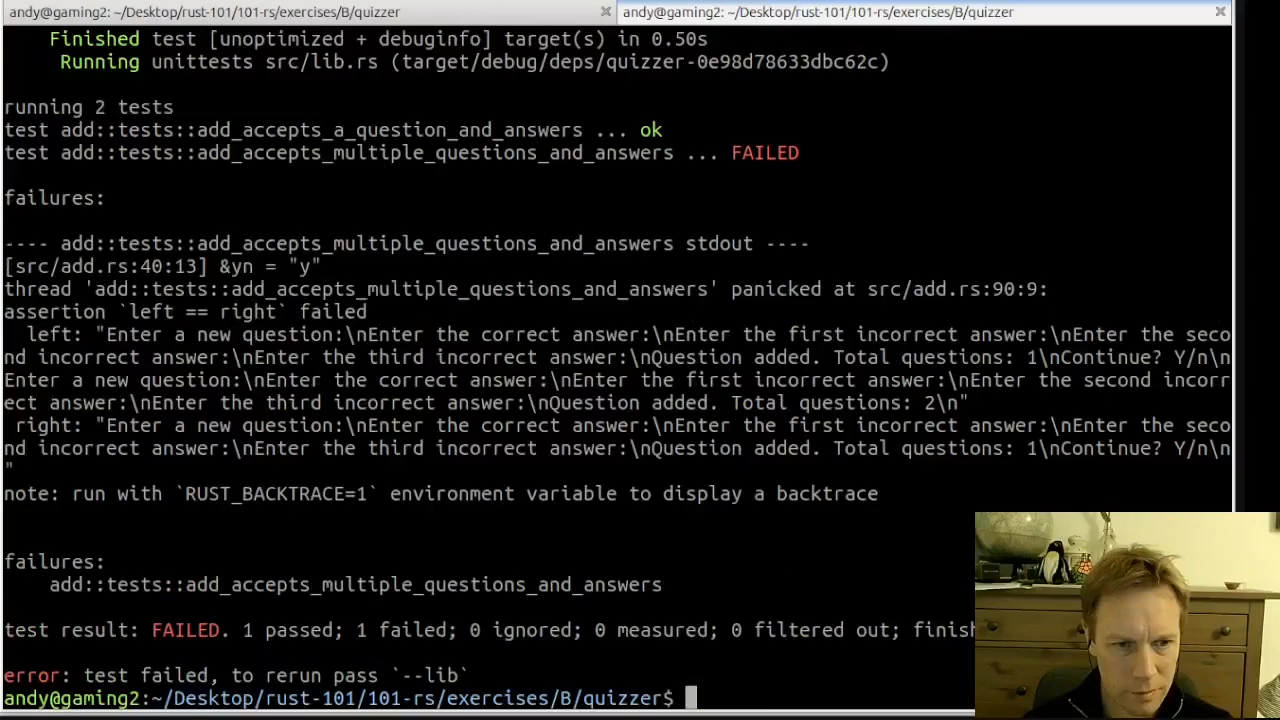 andy@gaming2: ~/Desktop/rust-101/101-rs/exercises/B/quizzer × andy@gaming2: ~/Desktop/rust-101/101-rs/exercises/B/quizzer ×
Finished test [unoptimized + debuginfo] target(s) in 0.50s
Running unittests src/lib.rs (target/debug/deps/quizzer-0e98d78633dbc62c)
running 2 tests
test add::tests::add_accepts_a_question_and_answers ... ok
test add::tests::add_accepts_multiple_questions_and_answers ... FAILED
failures:
---- add::tests::add_accepts_multiple_questions_and_answers stdout ----
[src/add.rs:40:13] &yn = "y"
thread 'add::tests::add_accepts_multiple_questions_and_answers' panicked at src/add.rs:90:9:
assertion `left == right` failed
left: "Enter a new question:\nEnter the correct answer:\nEnter the first incorrect answer:\nEnter the seco
nd incorrect answer:\nEnter the third incorrect answer:\nQuestion added. Total questions: 1\nContinue? Y/n\n
Enter a new question:\nEnter the correct answer:\nEnter the first incorrect answer:\nEnter the second incorr
ect answer:\nEnter the third incorrect answer:\nQuestion added. Total questions: 2\n"
right: "Enter a new question:\nEnter the correct answer:\nEnter the first incorrect answer:\nEnter the seco
nd incorrect answer:\nEnter the third incorrect answer:\nQuestion added. Total questions: 1\nContinue? Y/n\n
"
note: run with `RUST_BACKTRACE=1` environment variable to display a backtrace
failures:
add::tests::add_accepts_multiple_questions_and_answers
test result: FAILED. 1 passed; 1 failed; 0 ignored; 0 measured; 0 filtered out; finish
error: test failed, to rerun pass `--lib`
andy@gaming2:~/Desktop/rust-101/101-rs/exercises/B/quizzer$